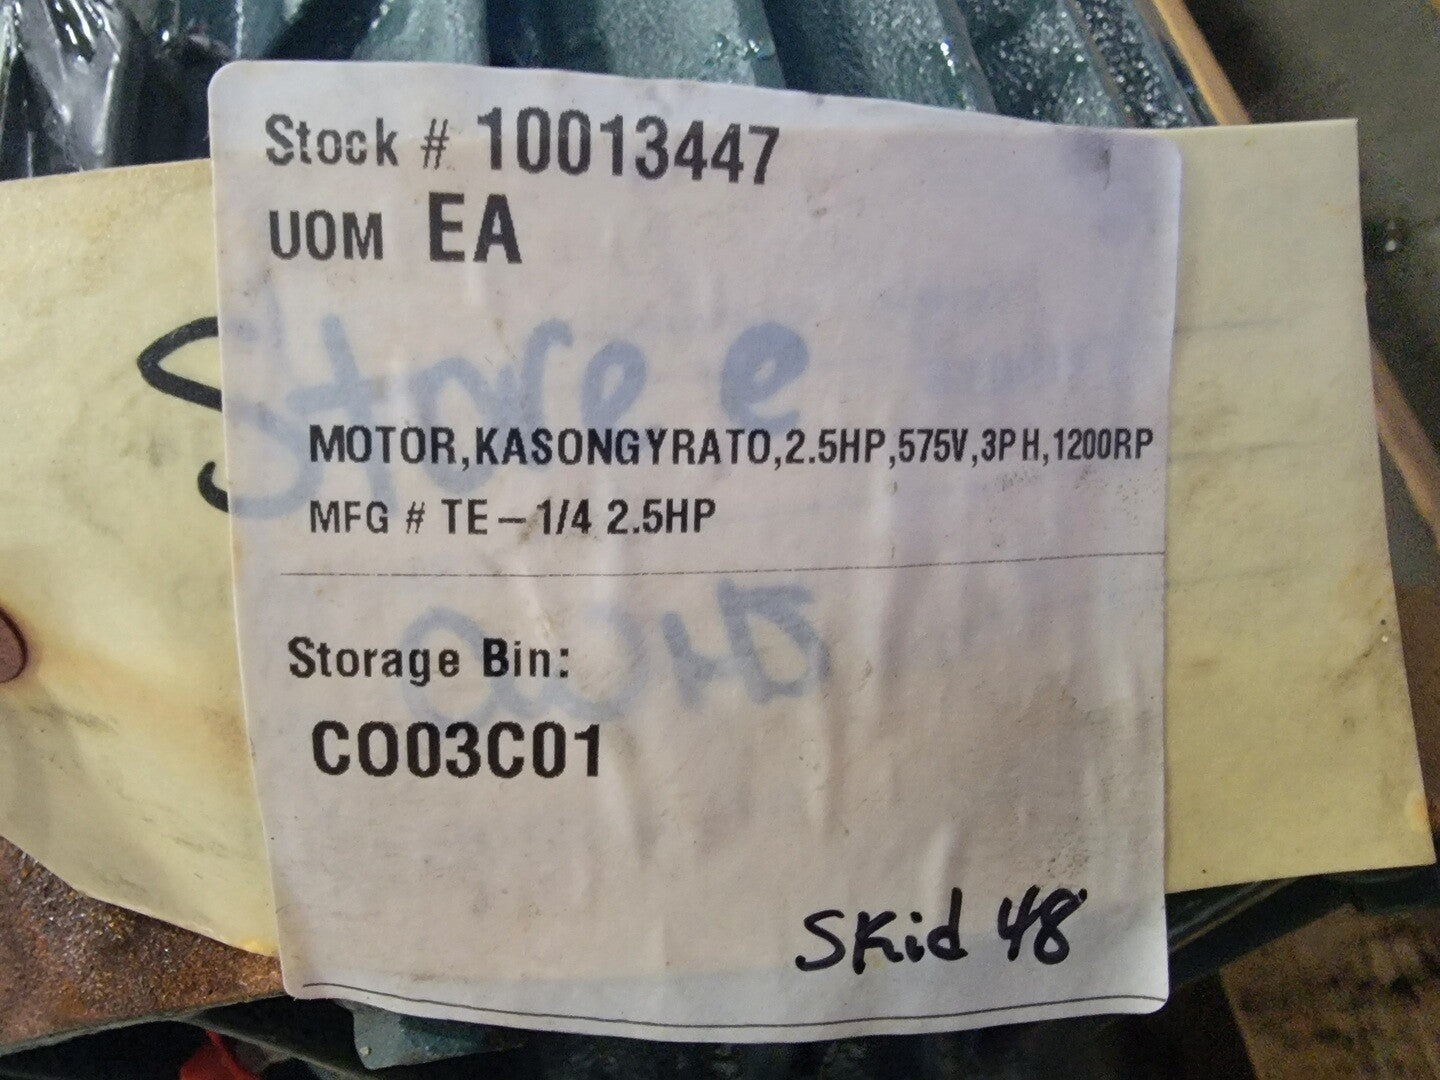 Stock # 10013447
UOM EA
Store e
MOTOR,KASONGYRATO,2.5HP,575V,3PH,1200RP
MFG # TE-1/4 2.5HP
Storage Bin:
CO03C01
Skid 48